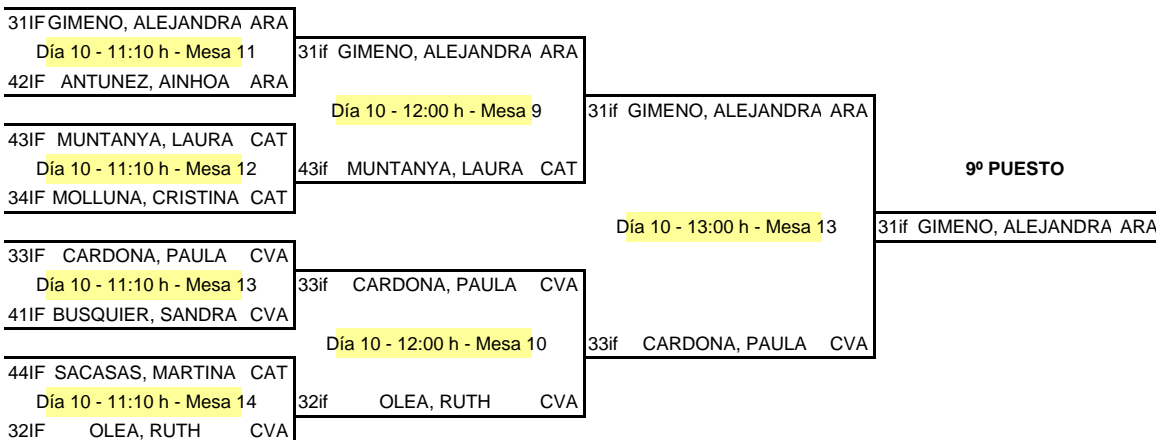 31IF GIMENO, ALEJANDRA ARA
Día 10 - 11:10 h - Mesa 11
42IF ANTUNEZ, AINHOA ARA
43IF MUNTANYA, LAURA CAT
Día 10 - 11:10 h - Mesa 12
34IF MOLLUNA, CRISTINA CAT
33IF CARDONA, PAULA CVA
Día 10 - 11:10 h - Mesa 13
41IF BUSQUIER, SANDRA CVA
44IF SACASAS, MARTINA CAT
Día 10 - 11:10 h - Mesa 14
32IF OLEA, RUTH CVA
31if GIMENO, ALEJANDRA ARA
Día 10 - 12:00 h - Mesa 9
43if MUNTANYA, LAURA CAT
33if CARDONA, PAULA CVA
Día 10 - 12:00 h - Mesa 10
32if OLEA, RUTH CVA
31if GIMENO, ALEJANDRA ARA
Día 10 - 13:00 h - Mesa 13
33if CARDONA, PAULA CVA
9º PUESTO
31if GIMENO, ALEJANDRA ARA